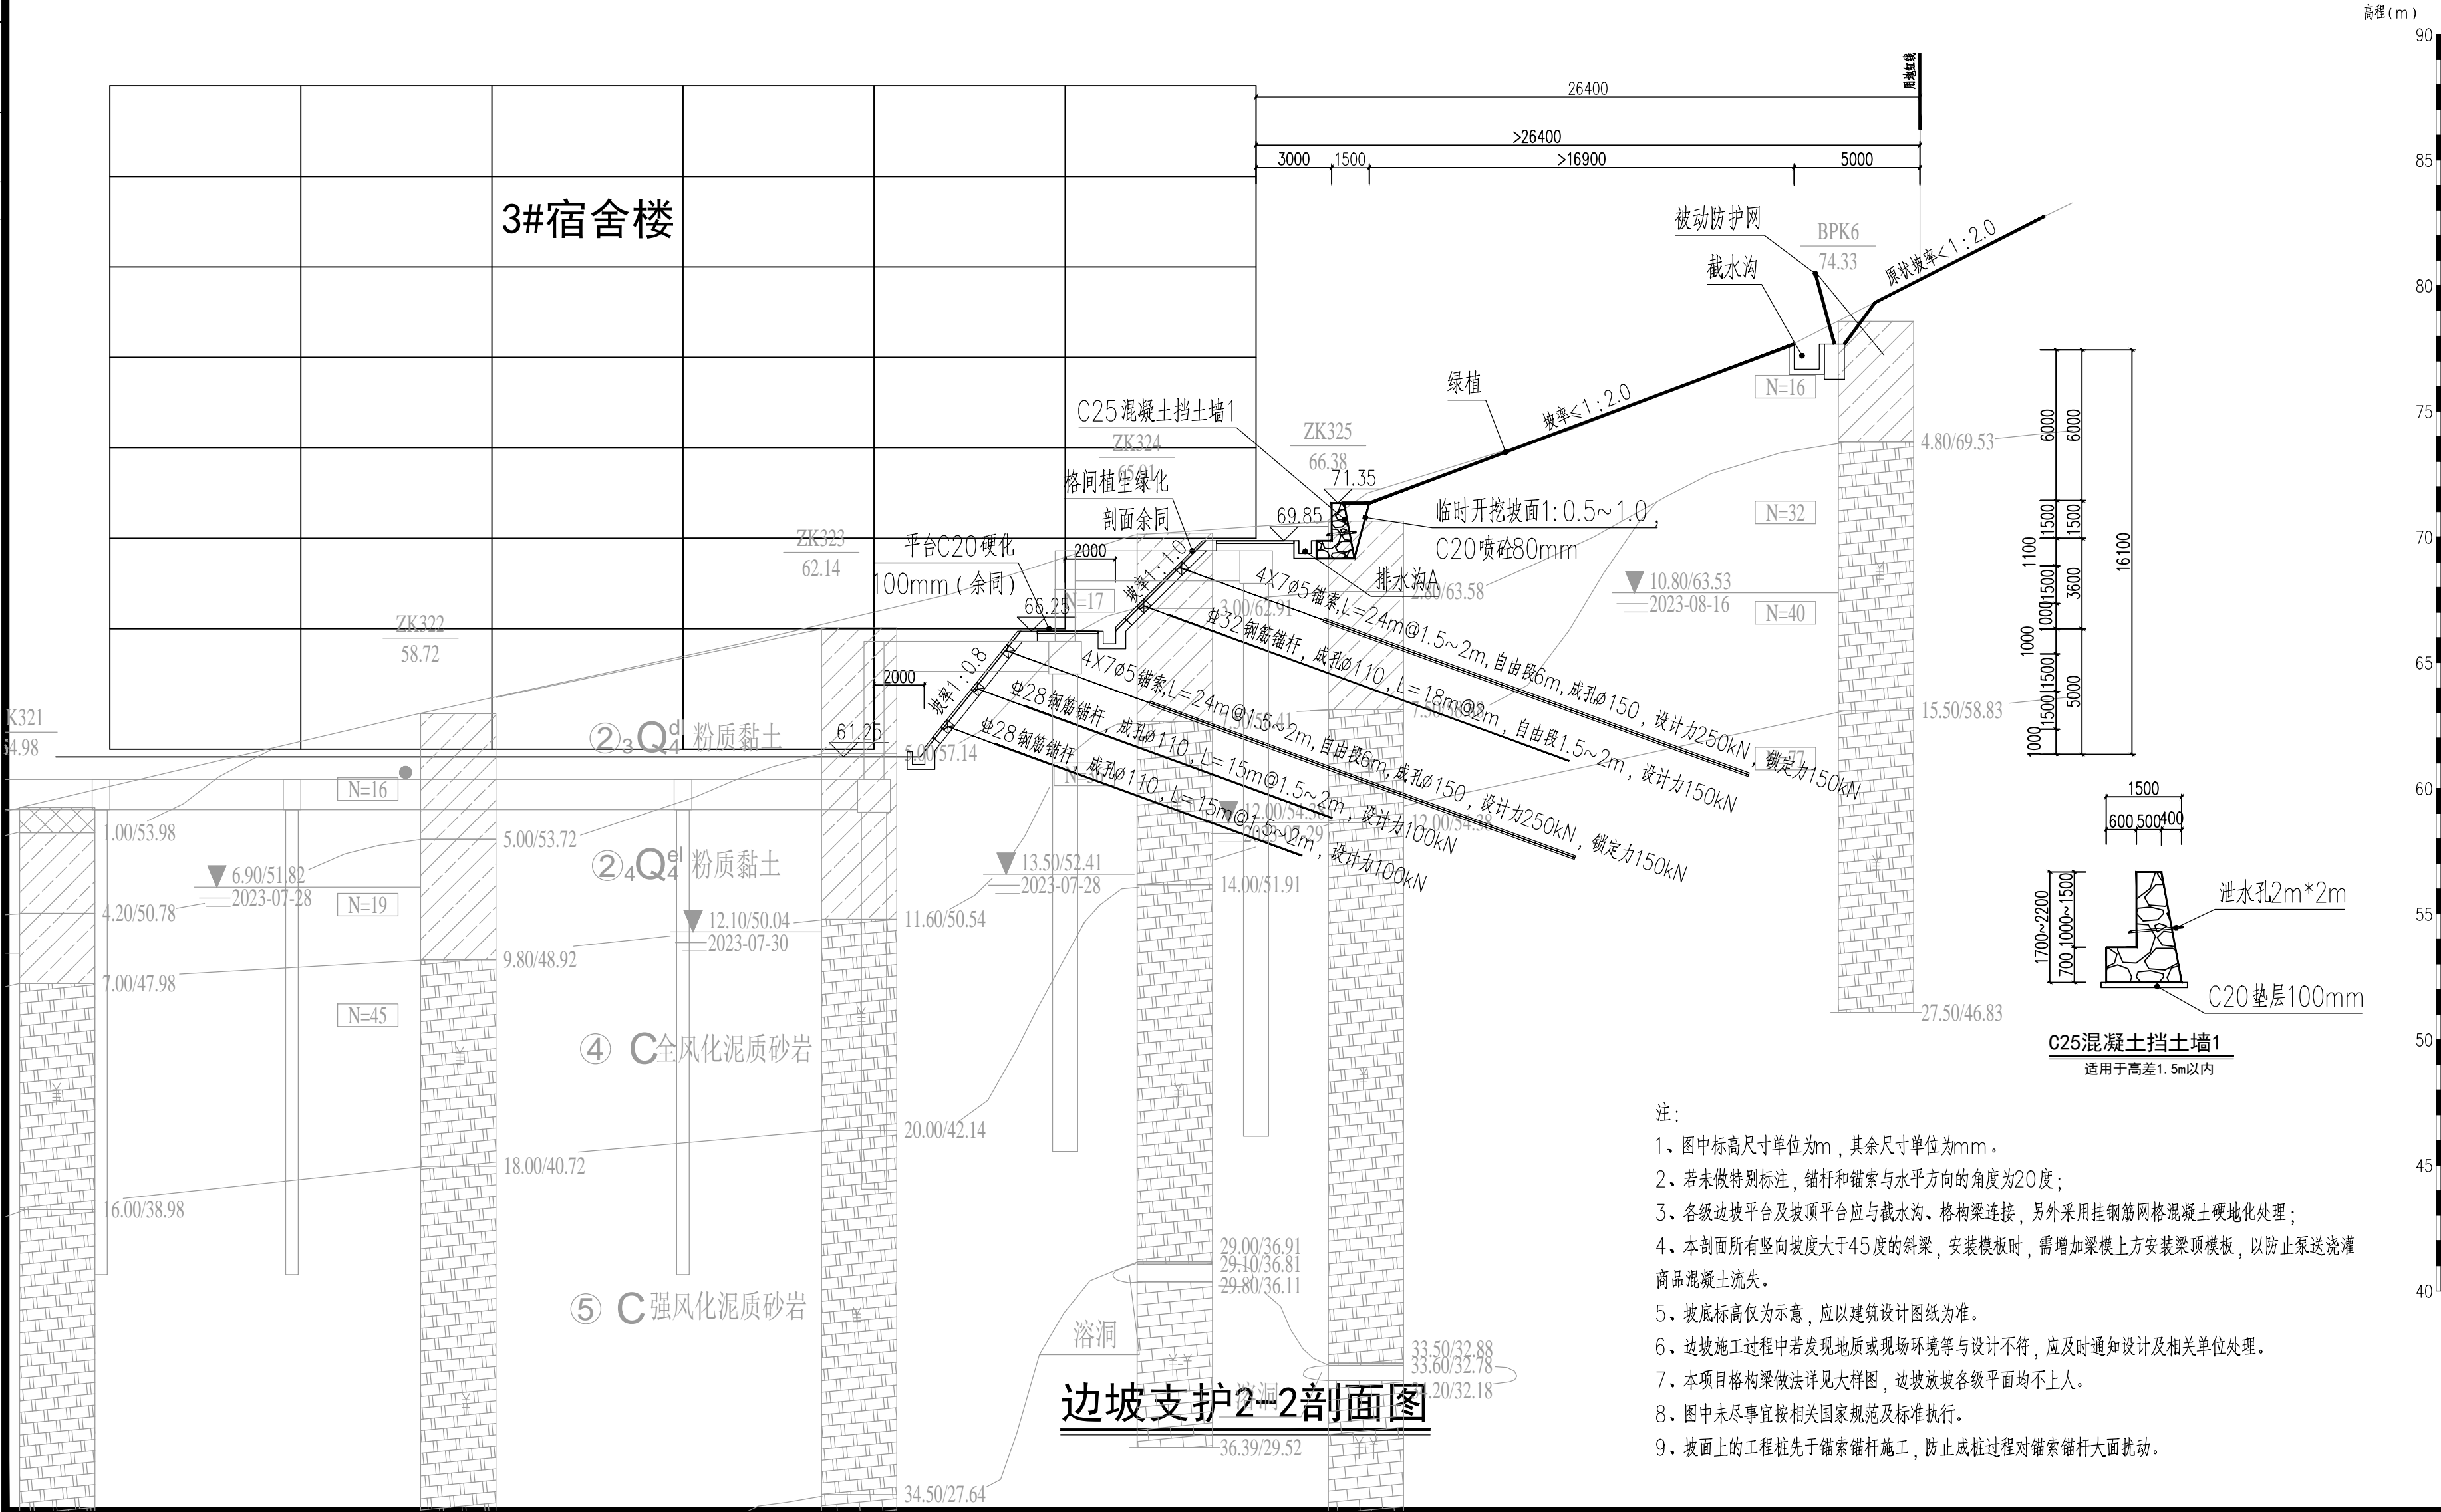 高程(m)
90
85
80
75
70
65
60
55
50
45
40
用地红线
26400
>26400
3000
1500
>16900
5000
3#宿舍楼
被动防护网
BPK6
74.33
截水沟
原状坡率<1:2.0
绿植
坡率≤1:2.0
N=16
C25混凝土挡土墙1
ZK324
ZK325
66.38
71.35
格间植生绿化
剖面余同
69.85
临时开挖坡面1:0.5~1.0,
C20喷砼80mm
N=32
4.80/69.53
ZK323
62.14
平台C20硬化
100mm(余同)
2000
坡率1:1.0
排水沟A
2.80/63.58
10.80/63.53
2023-08-16
N=40
66.25
N=17
3.00/62.91
ZK322
58.72
2000
坡率1:0.8
61.25
4X7ø5锚索,L=24m@1.5~2m,自由段6m,成孔ø150,设计力250kN,锁定力150kN
Φ32钢筋锚杆,成孔ø110,L=18m@2m,自由段1.5~2m,设计力150kN
4X7ø5锚索,L=24m@1.5~2m,自由段6m,成孔ø150,设计力250kN,锁定力150kN
Φ28钢筋锚杆,成孔ø110,L=15m@1.5~2m,设计力100kN
Φ28钢筋锚杆,成孔ø110,L=15m@1.5~2m,设计力100kN
15.50/58.83
K321
54.98
②₃Q₄ᵈˡ 粉质黏土
5.00/57.14
N=16
1.00/53.98
5.00/53.72
②₄Q₄ᵉˡ 粉质黏土
12.00/54.38
12.00/54.38
6.90/51.82
2023-07-28
N=19
4.20/50.78
13.50/52.41
2023-07-28
14.00/51.91
12.10/50.04
2023-07-30
11.60/50.54
9.80/48.92
7.00/47.98
N=45
④ C全风化泥质砂岩
27.50/46.83
20.00/42.14
18.00/40.72
16.00/38.98
⑤ C强风化泥质砂岩
29.00/36.91
29.10/36.81
29.80/36.11
溶洞
33.50/32.88
33.60/32.78
34.20/32.18
溶洞
36.39/29.52
34.50/27.64
边坡支护2-2剖面图
6000
1500
1100
1500
1000
1000
1500
1500
1000
6000
1500
3600
5000
16100
1500
600
500
400
1700~2200
1000~1500
700
泄水孔2m*2m
C20垫层100mm
C25混凝土挡土墙1
适用于高差1.5m以内
注:
1、图中标高尺寸单位为m,其余尺寸单位为mm。
2、若未做特别标注,锚杆和锚索与水平方向的角度为20度;
3、各级边坡平台及坡顶平台应与截水沟、格构梁连接,另外采用挂钢筋网格混凝土硬地化处理;
4、本剖面所有竖向坡度大于45度的斜梁,安装模板时,需增加梁模上方安装梁顶模板,以防止泵送浇灌
商品混凝土流失。
5、坡底标高仅为示意,应以建筑设计图纸为准。
6、边坡施工过程中若发现地质或现场环境等与设计不符,应及时通知设计及相关单位处理。
7、本项目格构梁做法详见大样图,边坡放坡各级平面均不上人。
8、图中未尽事宜按相关国家规范及标准执行。
9、坡面上的工程桩先于锚索锚杆施工,防止成桩过程对锚索锚杆大面扰动。